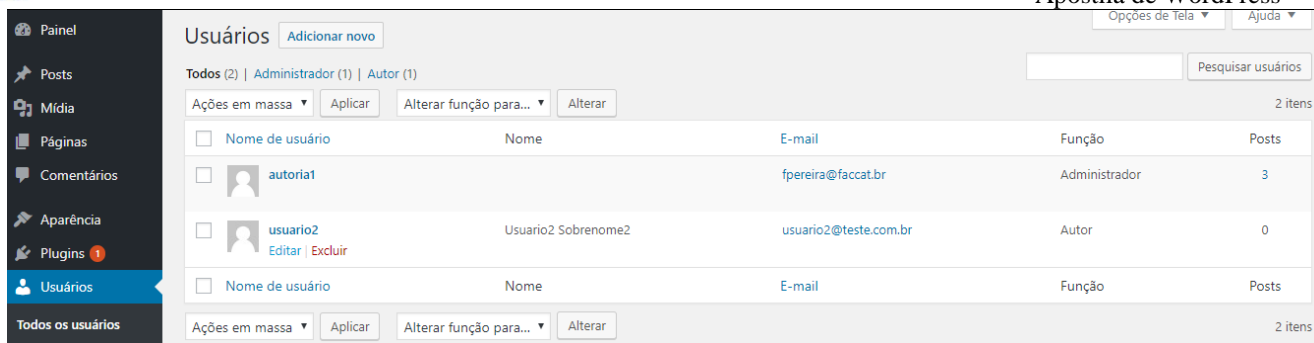 Apostila de WordPress
Painel
Posts
Mídia
Páginas
Comentários
Aparência
Plugins 1
Usuários
Todos os usuários
Opções de Tela ▼ Ajuda ▼
Usuários Adicionar novo
Todos (2) | Administrador (1) | Autor (1)
Pesquisar usuários
Ações em massa ▼ Aplicar Alterar função para... ▼ Alterar 2 itens
Nome de usuário Nome E-mail Função Posts
autoria1 fpereira@faccat.br Administrador 3
usuario2 Usuario2 Sobrenome2 usuario2@teste.com.br Autor 0
Editar | Excluir
Nome de usuário Nome E-mail Função Posts
Ações em massa ▼ Aplicar Alterar função para... ▼ Alterar 2 itens